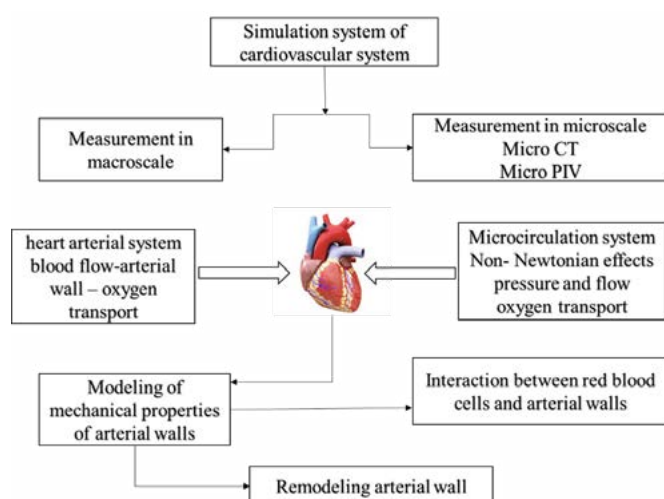 Simulation system of
cardiovascular system
Measurement in
macroscale
Measurement in microscale
Micro CT
Micro PIV
heart arterial system
blood flow-arterial
wall – oxygen
transport
Microcirculation system
Non- Newtonian effects
pressure and flow
oxygen transport
Modeling of
mechanical properties
of arterial walls
Interaction between red blood
cells and arterial walls
Remodeling arterial wall